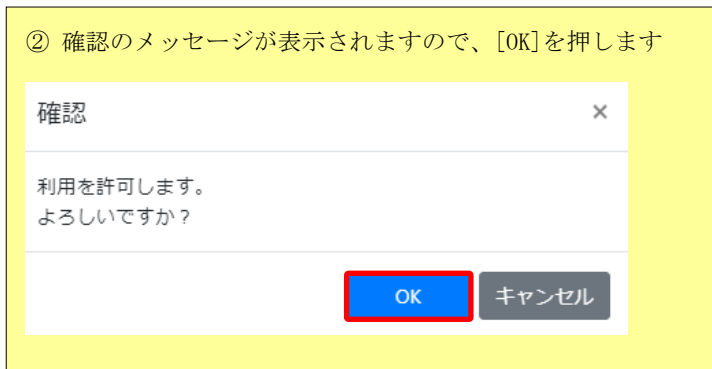 ② 確認のメッセージが表示されますので、[OK]を押します
確認 ×
利用を許可します。
よろしいですか？
OK キャンセル